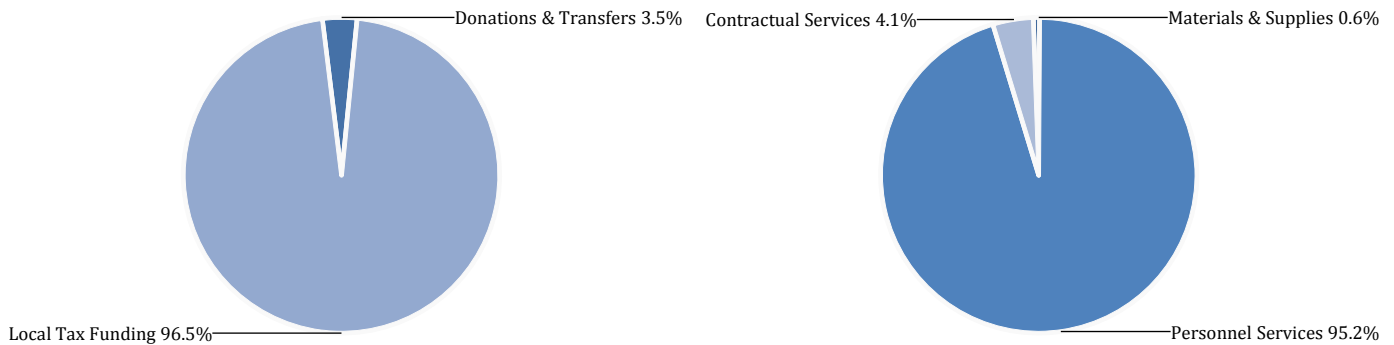 Donations & Transfers 3.5%
Local Tax Funding 96.5%
Contractual Services 4.1%
Materials & Supplies 0.6%
Personnel Services 95.2%